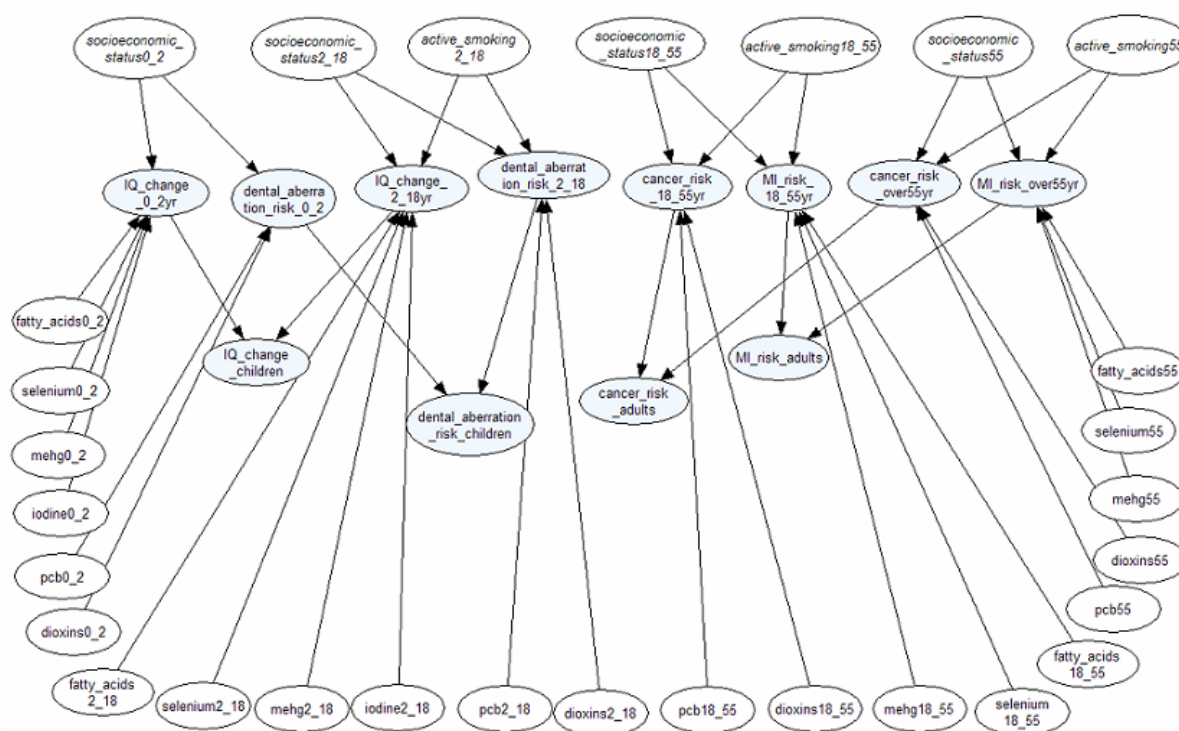 socioeconomic_
status0_2
socioeconomic_
status2_18
active_smoking
2_18
socioeconomic
_status18_55
active_smoking18_55
socioeconomic
_status55
active_smoking55
IQ_change
_0_2yr
dental_aberra
tion_risk_0_2
IQ_change_
2_18yr
dental_aberrat
ion_risk_2_18
cancer_risk
_18_55yr
MI_risk_
18_55yr
cancer_risk
_over55yr
MI_risk_over55yr
fatty_acids0_2
IQ_change
_children
MI_risk_adults
fatty_acids55
selenium0_2
dental_aberration
_risk_children
cancer_risk
_adults
selenium55
mehg0_2
mehg55
iodine0_2
dioxins55
pcb0_2
pcb55
dioxins0_2
fatty_acids
18_55
fatty_acids
2_18
selenium2_18
mehg2_18
iodine2_18
pcb2_18
dioxins2_18
pcb18_55
dioxins18_55
mehg18_55
selenium
18_55